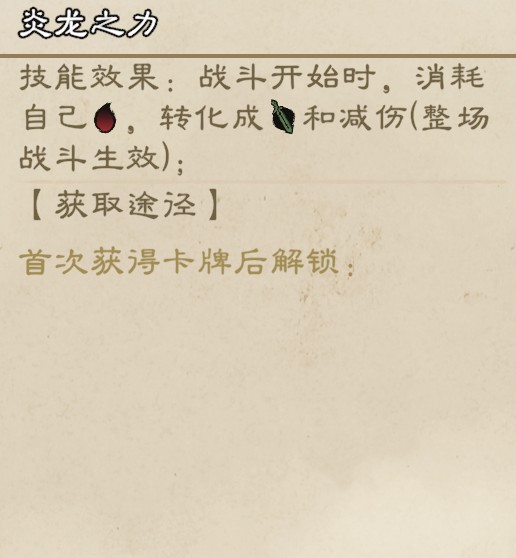 炎龙之力
技能效果：战斗开始时，消耗
自己，转化成和减伤(整场
战斗生效)；
【获取途径】
首次获得卡牌后解锁；